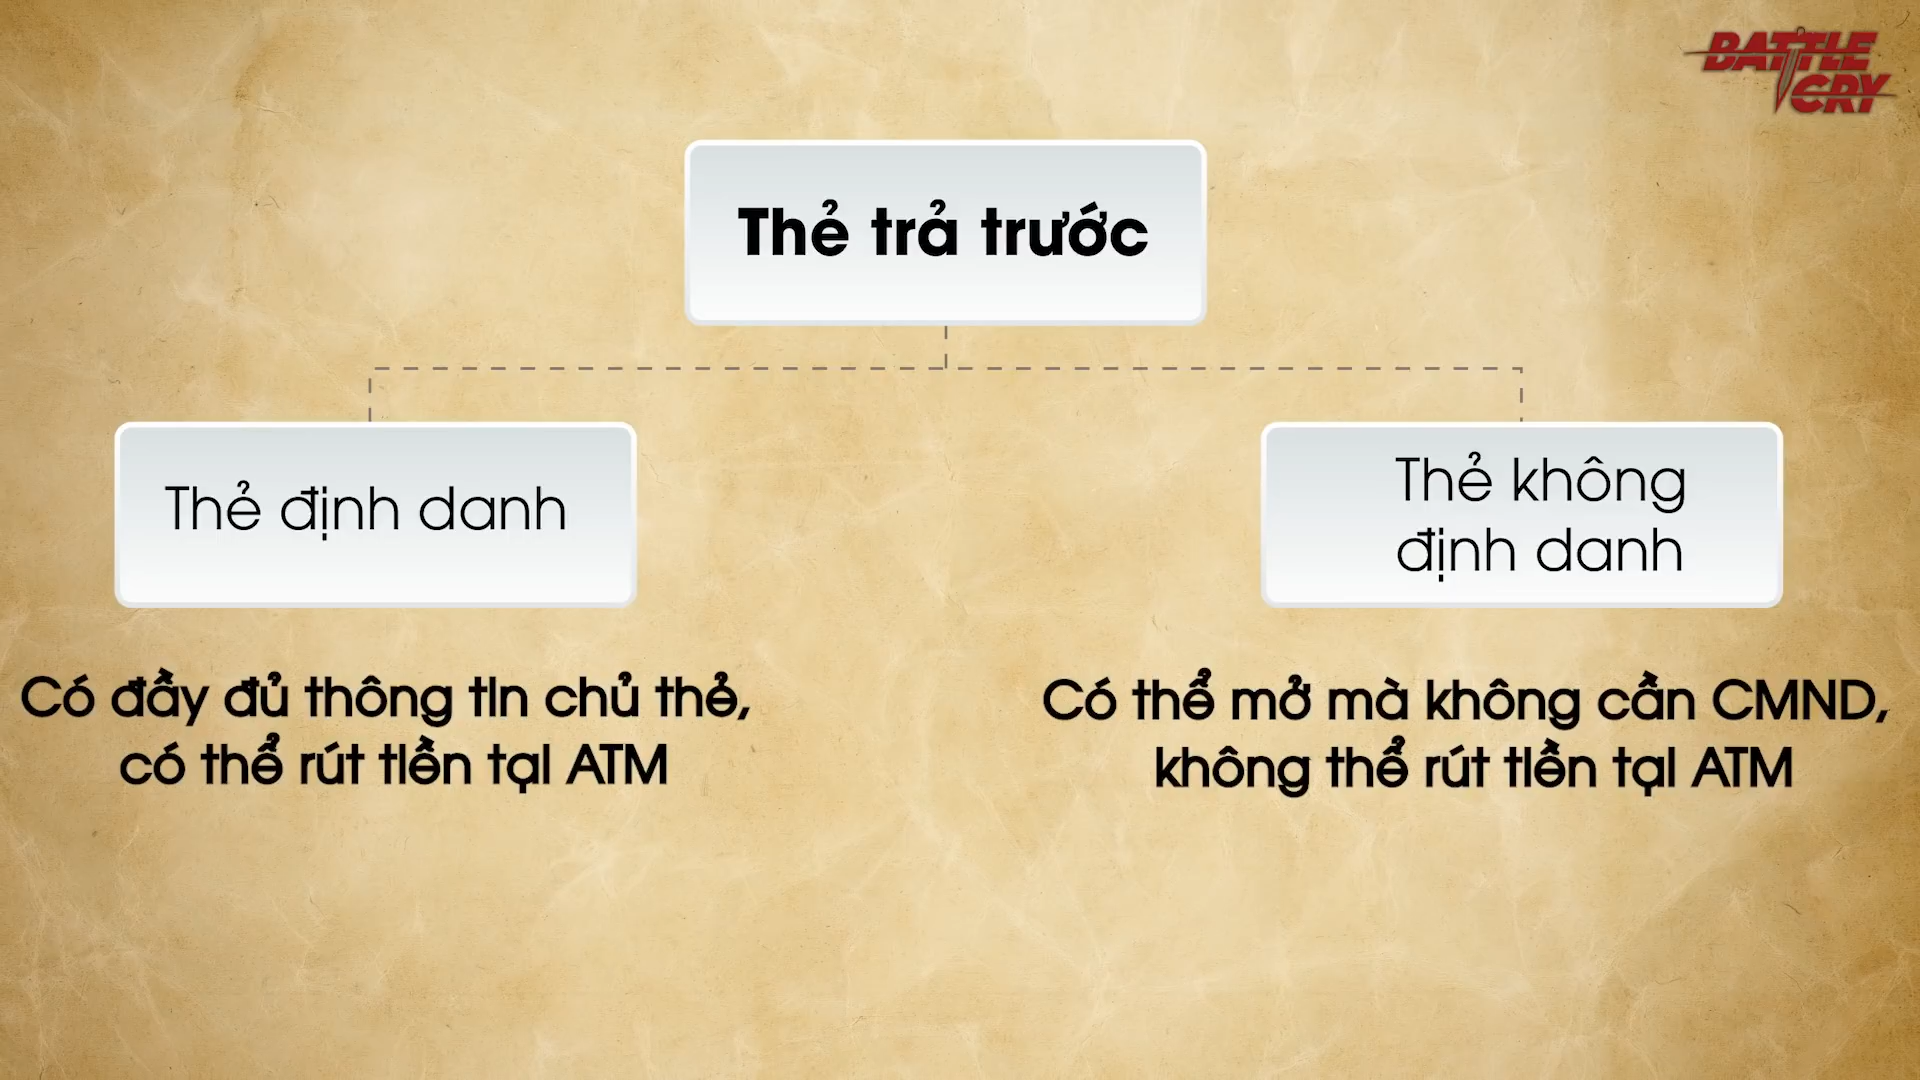 BATTLE
CRY
Thẻ trả trước
Thẻ định danh
Thẻ không
định danh
Có đầy đủ thông tin chủ thẻ,
có thể rút tiền tại ATM
Có thể mở mà không cần CMND,
không thể rút tiền tại ATM